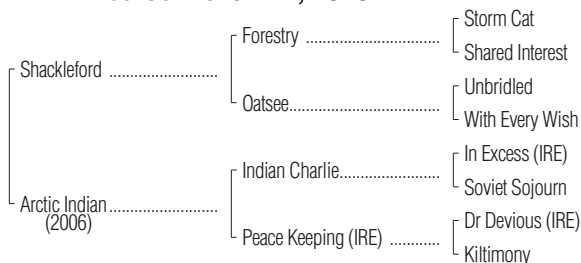 Storm Cat
Forestry
Shared Interest
Shackleford
Unbridled
Oatsee
With Every Wish
In Excess (IRE)
Indian Charlie
Soviet Sojourn
Arctic Indian
(2006)
Dr Devious (IRE)
Peace Keeping (IRE)
Kiltimony